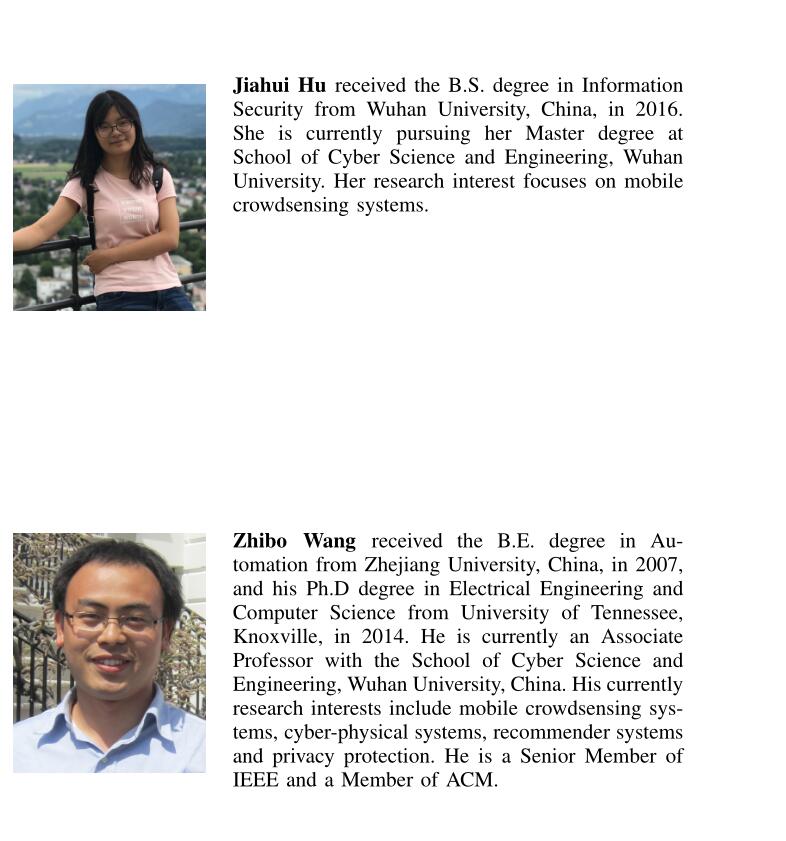 Jiahui Hu received the B.S. degree in Information
Security from Wuhan University, China, in 2016.
She is currently pursuing her Master degree at
School of Cyber Science and Engineering, Wuhan
University. Her research interest focuses on mobile
crowdsensing systems.
Zhibo Wang received the B.E. degree in Au-
tomation from Zhejiang University, China, in 2007,
and his Ph.D degree in Electrical Engineering and
Computer Science from University of Tennessee,
Knoxville, in 2014. He is currently an Associate
Professor with the School of Cyber Science and
Engineering, Wuhan University, China. His currently
research interests include mobile crowdsensing sys-
tems, cyber-physical systems, recommender systems
and privacy protection. He is a Senior Member of
IEEE and a Member of ACM.